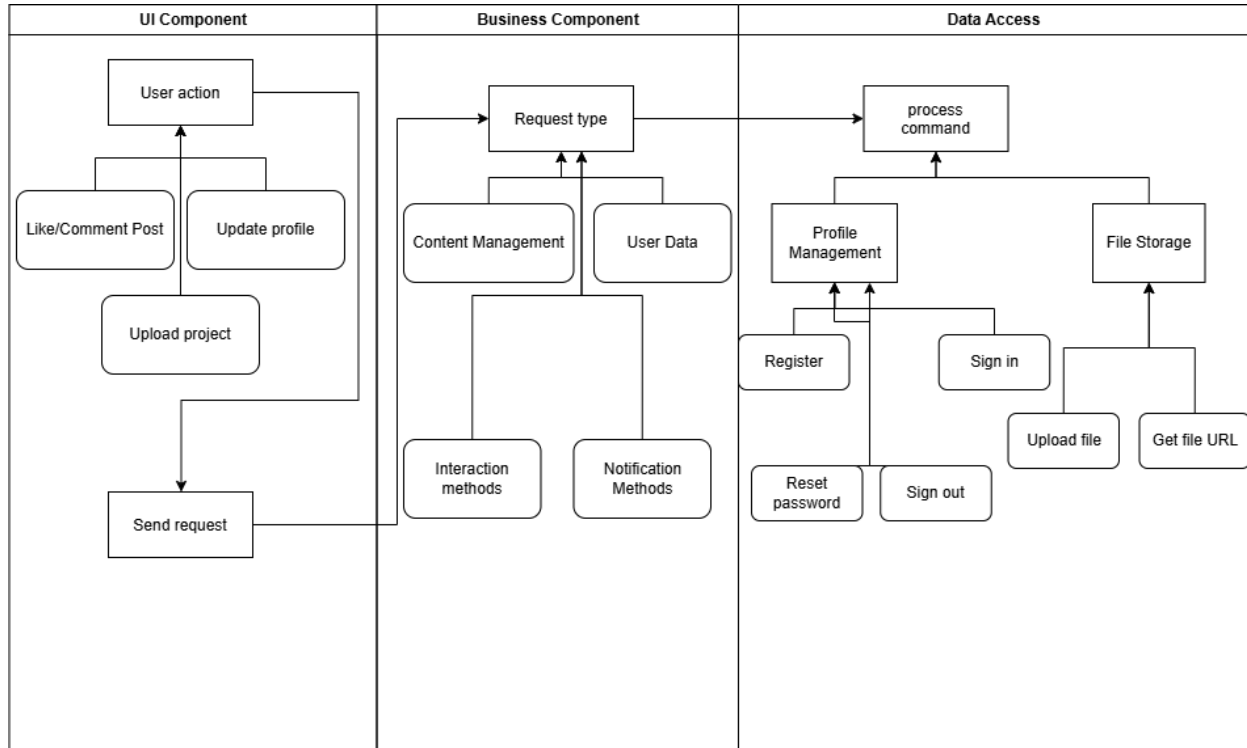 UI Component
Business Component
Data Access
User action
Like/Comment Post
Update profile
Upload project
Send request
Request type
Content Management
User Data
Interaction
methods
Notification
Methods
process
command
Profile
Management
File Storage
Register
Sign in
Reset
password
Sign out
Upload file
Get file URL